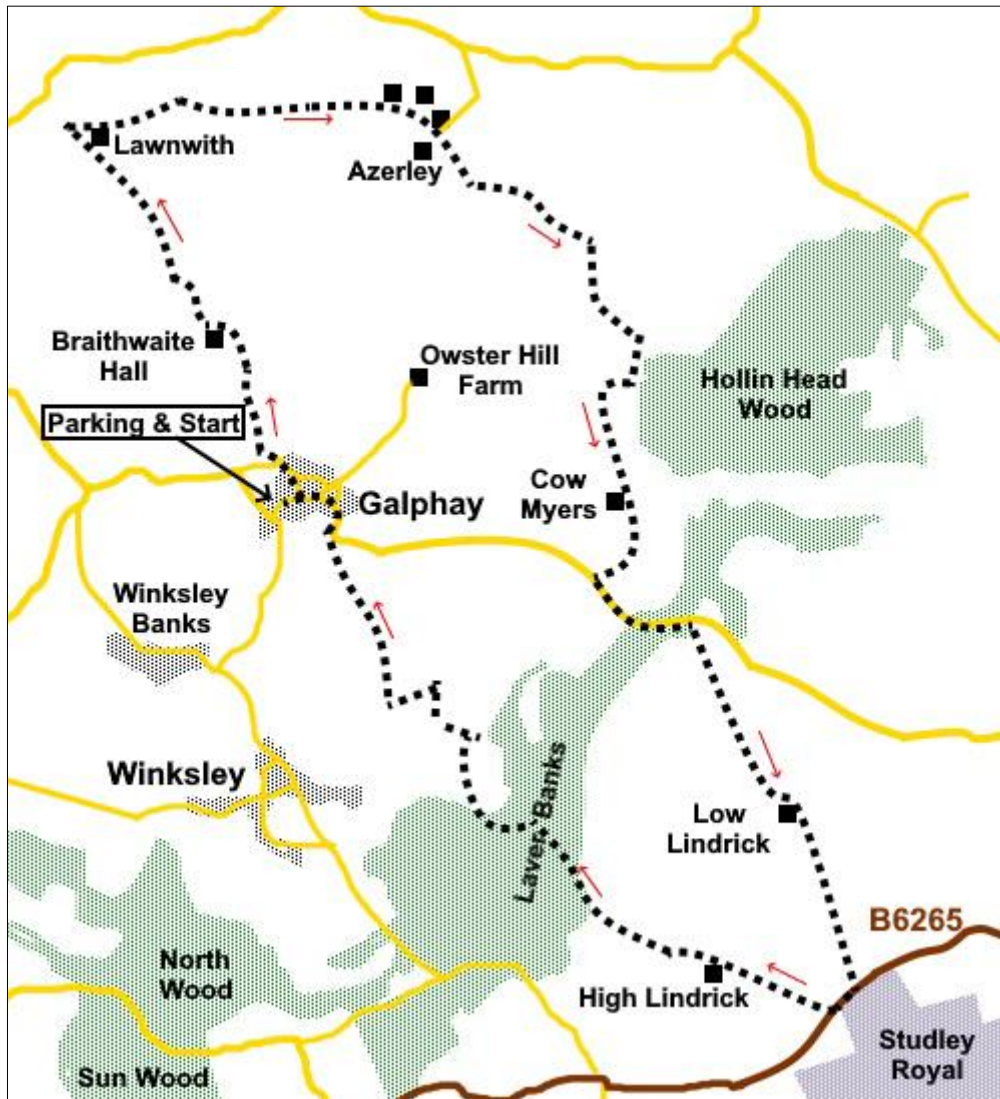 Lawnwith
Azerley
Braithwaite
Hall
Owster Hill
Farm
Hollin Head
Wood
Parking & Start
Cow
Myers
Galphay
Winksley
Banks
Winksley
Laver Banks
Low
Lindrick
B6265
North
Wood
High Lindrick
Studley
Royal
Sun Wood